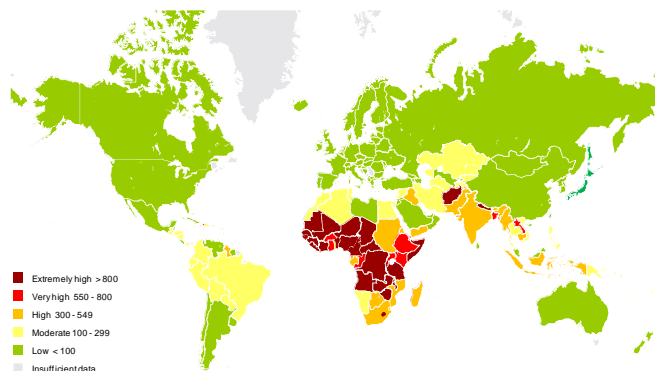 Extremely high > 800
Very high 550 - 800
High 300 - 549
Moderate 100 - 299
Low < 100
Insufficient data